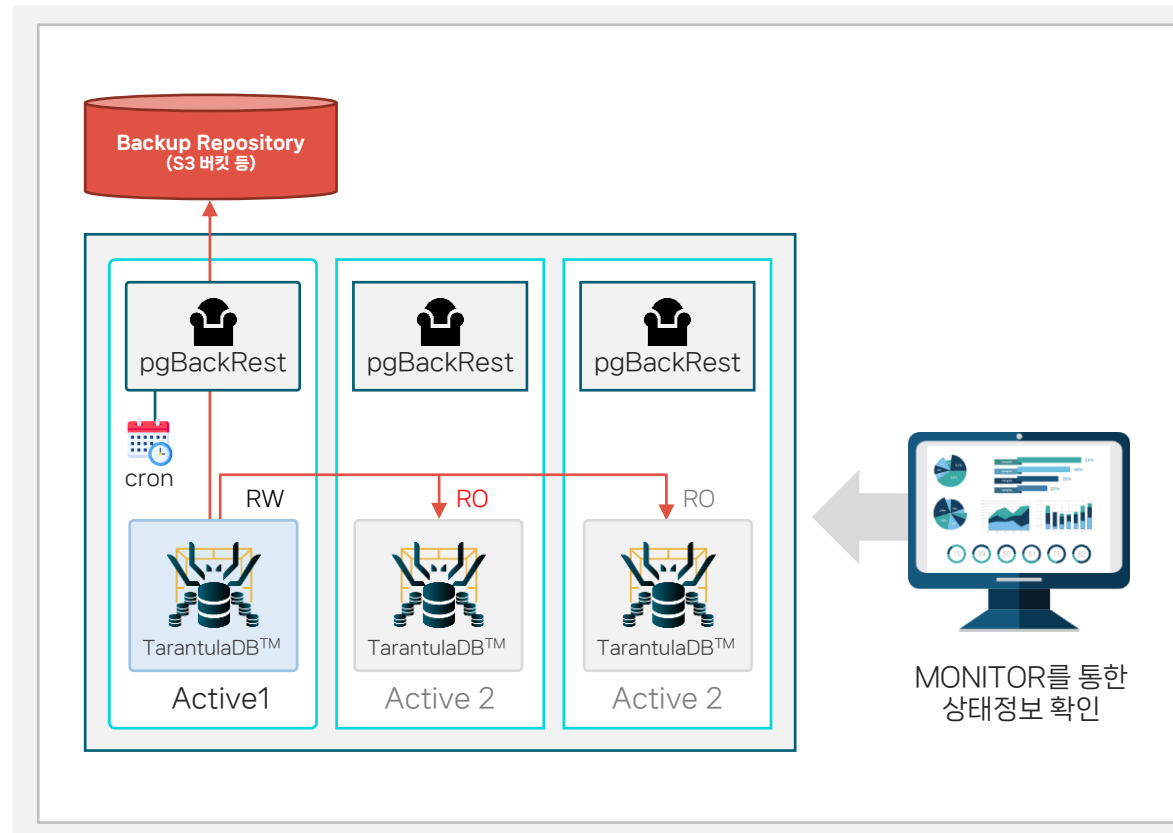 Backup Repository
(S3 버킷 등)
pgBackRest
pgBackRest
pgBackRest
cron
RW
RO
RO
TarantulaDB™
TarantulaDB™
TarantulaDB™
Active1
Active 2
Active 2
MONITOR를 통한
상태정보 확인